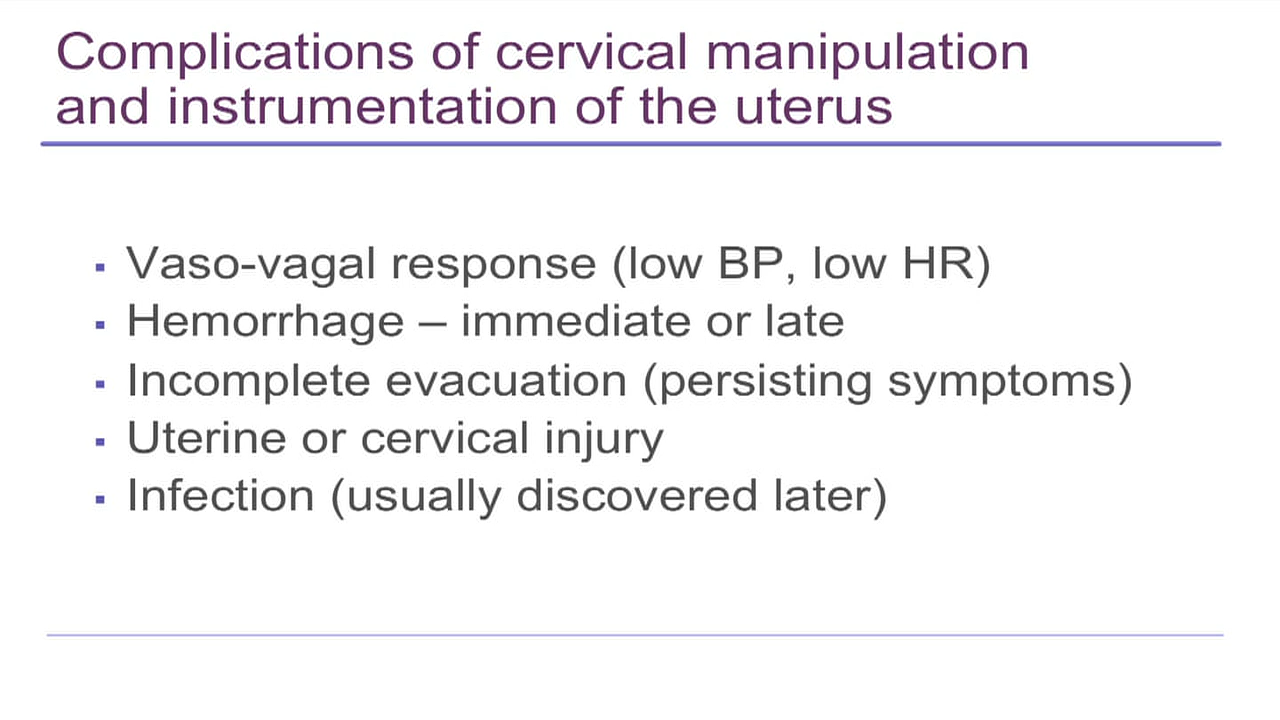 Complications of cervical manipulation
and instrumentation of the uterus
▪ Vaso-vagal response (low BP, low HR)
▪ Hemorrhage – immediate or late
▪ Incomplete evacuation (persisting symptoms)
▪ Uterine or cervical injury
▪ Infection (usually discovered later)